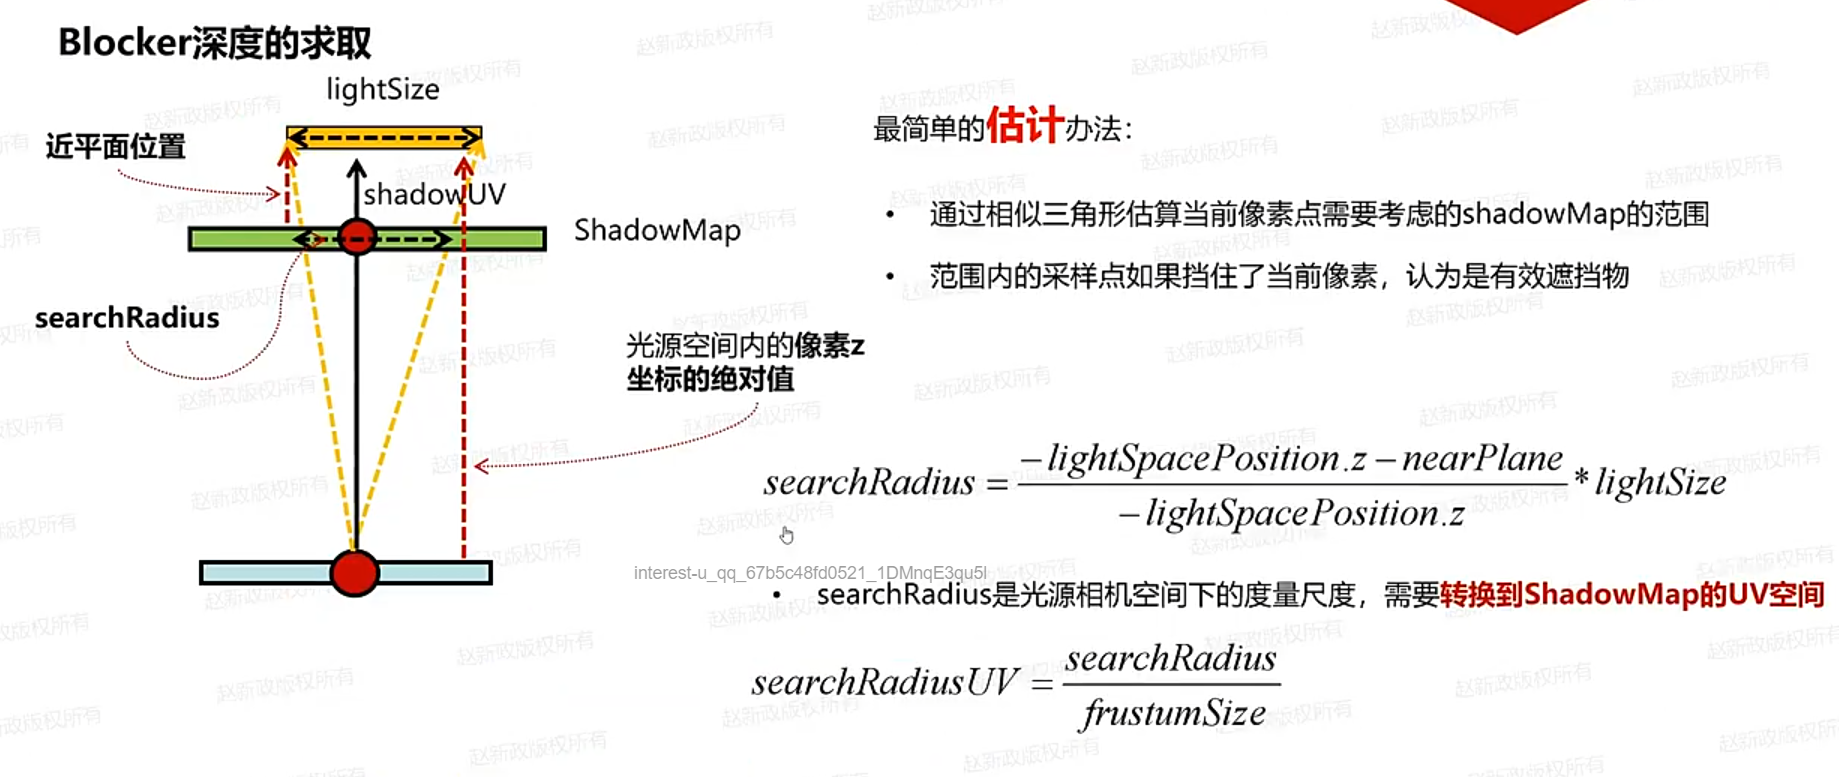 Blocker深度的求取
lightSize
近平面位置
shadowUV
ShadowMap
searchRadius
光源空间内的像素z
坐标的绝对值
最简单的估计办法：
• 通过相似三角形估算当前像素点需要考虑的shadowMap的范围
• 范围内的采样点如果挡住了当前像素，认为是有效遮挡物
searchRadius = \frac{-lightSpacePosition.z - nearPlane}{-lightSpacePosition.z} * lightSize
interest-u_qq_67b5c48fd0521_1DMnqE3qu5l
• searchRadius是光源相机空间下的度量尺度，需要转换到ShadowMap的UV空间
searchRadiusUV = \frac{searchRadius}{frustumSize}
赵新政版权所有